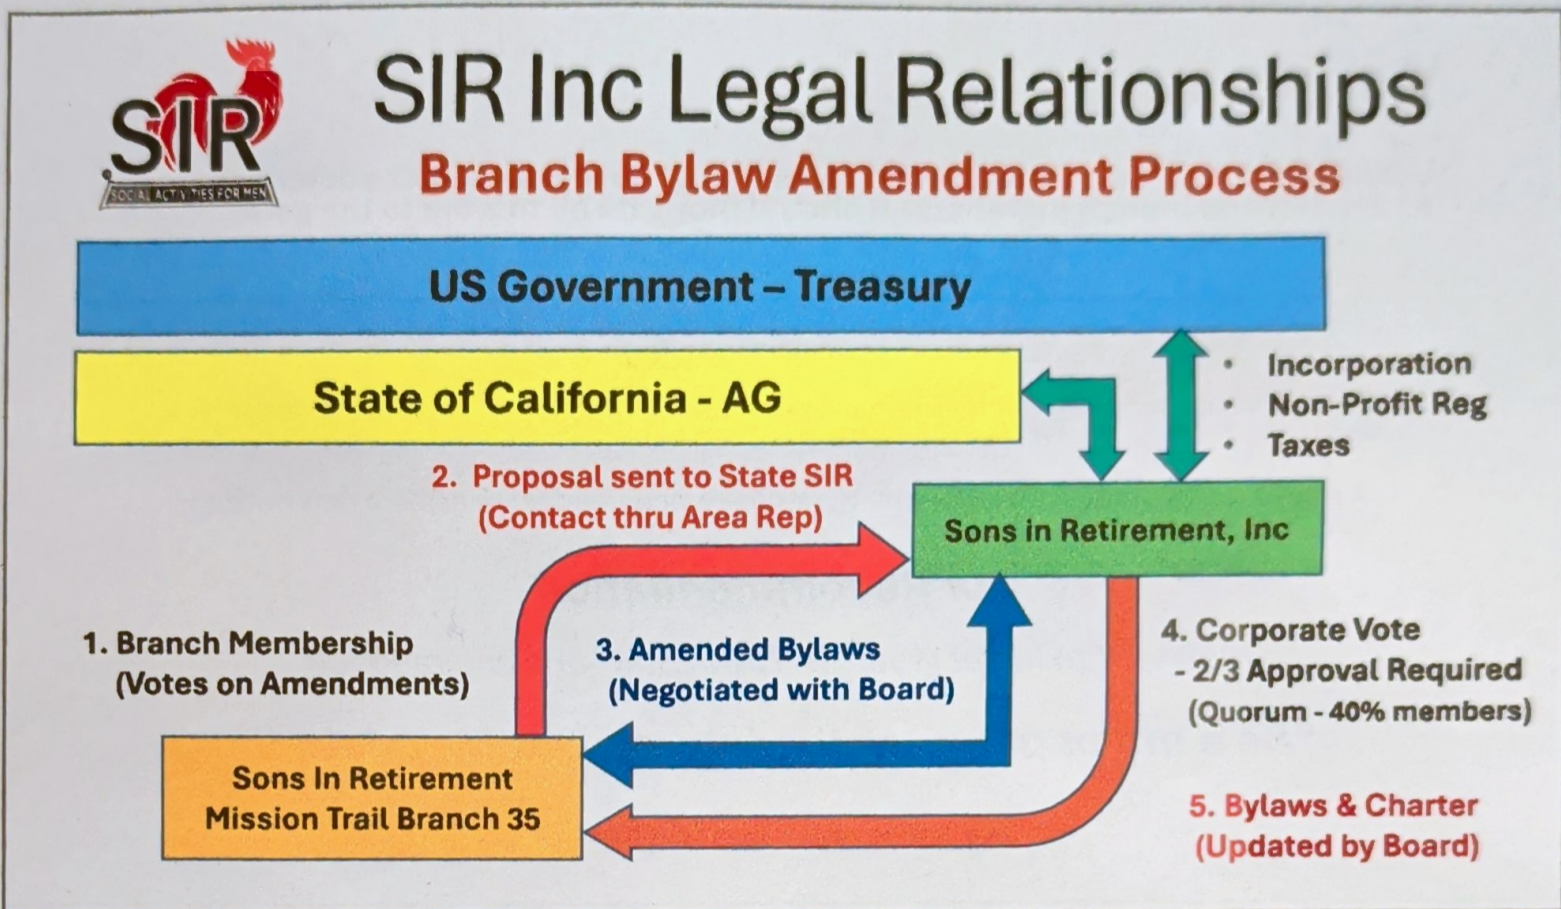 SIR
SOCIAL ACTIVITIES FOR MEN
SIR Inc Legal Relationships
Branch Bylaw Amendment Process
US Government – Treasury
State of California - AG
• Incorporation
• Non-Profit Reg
• Taxes
2. Proposal sent to State SIR
(Contact thru Area Rep)
Sons in Retirement, Inc
1. Branch Membership
(Votes on Amendments)
3. Amended Bylaws
(Negotiated with Board)
4. Corporate Vote
- 2/3 Approval Required
(Quorum - 40% members)
Sons In Retirement
Mission Trail Branch 35
5. Bylaws & Charter
(Updated by Board)